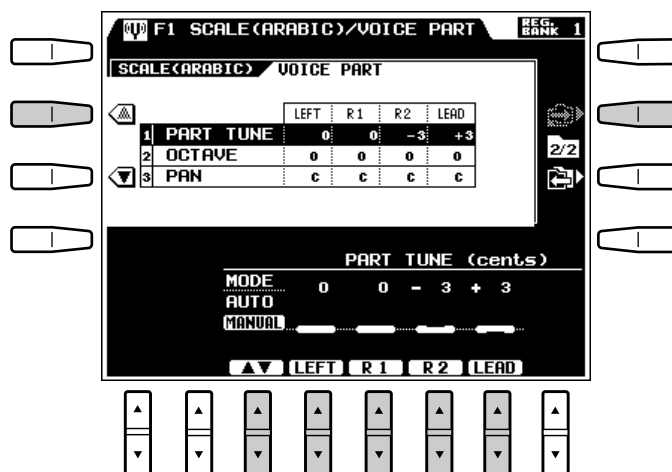 F1 SCALE(ARABIC)/VOICE PART
REG. BANK 1
SCALE(ARABIC) VOICE PART
LEFT R1 R2 LEAD
1 PART TUNE 0 0 -3 +3
2 OCTAVE 0 0 0 0
2/2
3 PAN C C C C
PART TUNE (cents)
MODE 0 0 - 3 + 3
AUTO
MANUAL
▲▼ LEFT R1 R2 LEAD